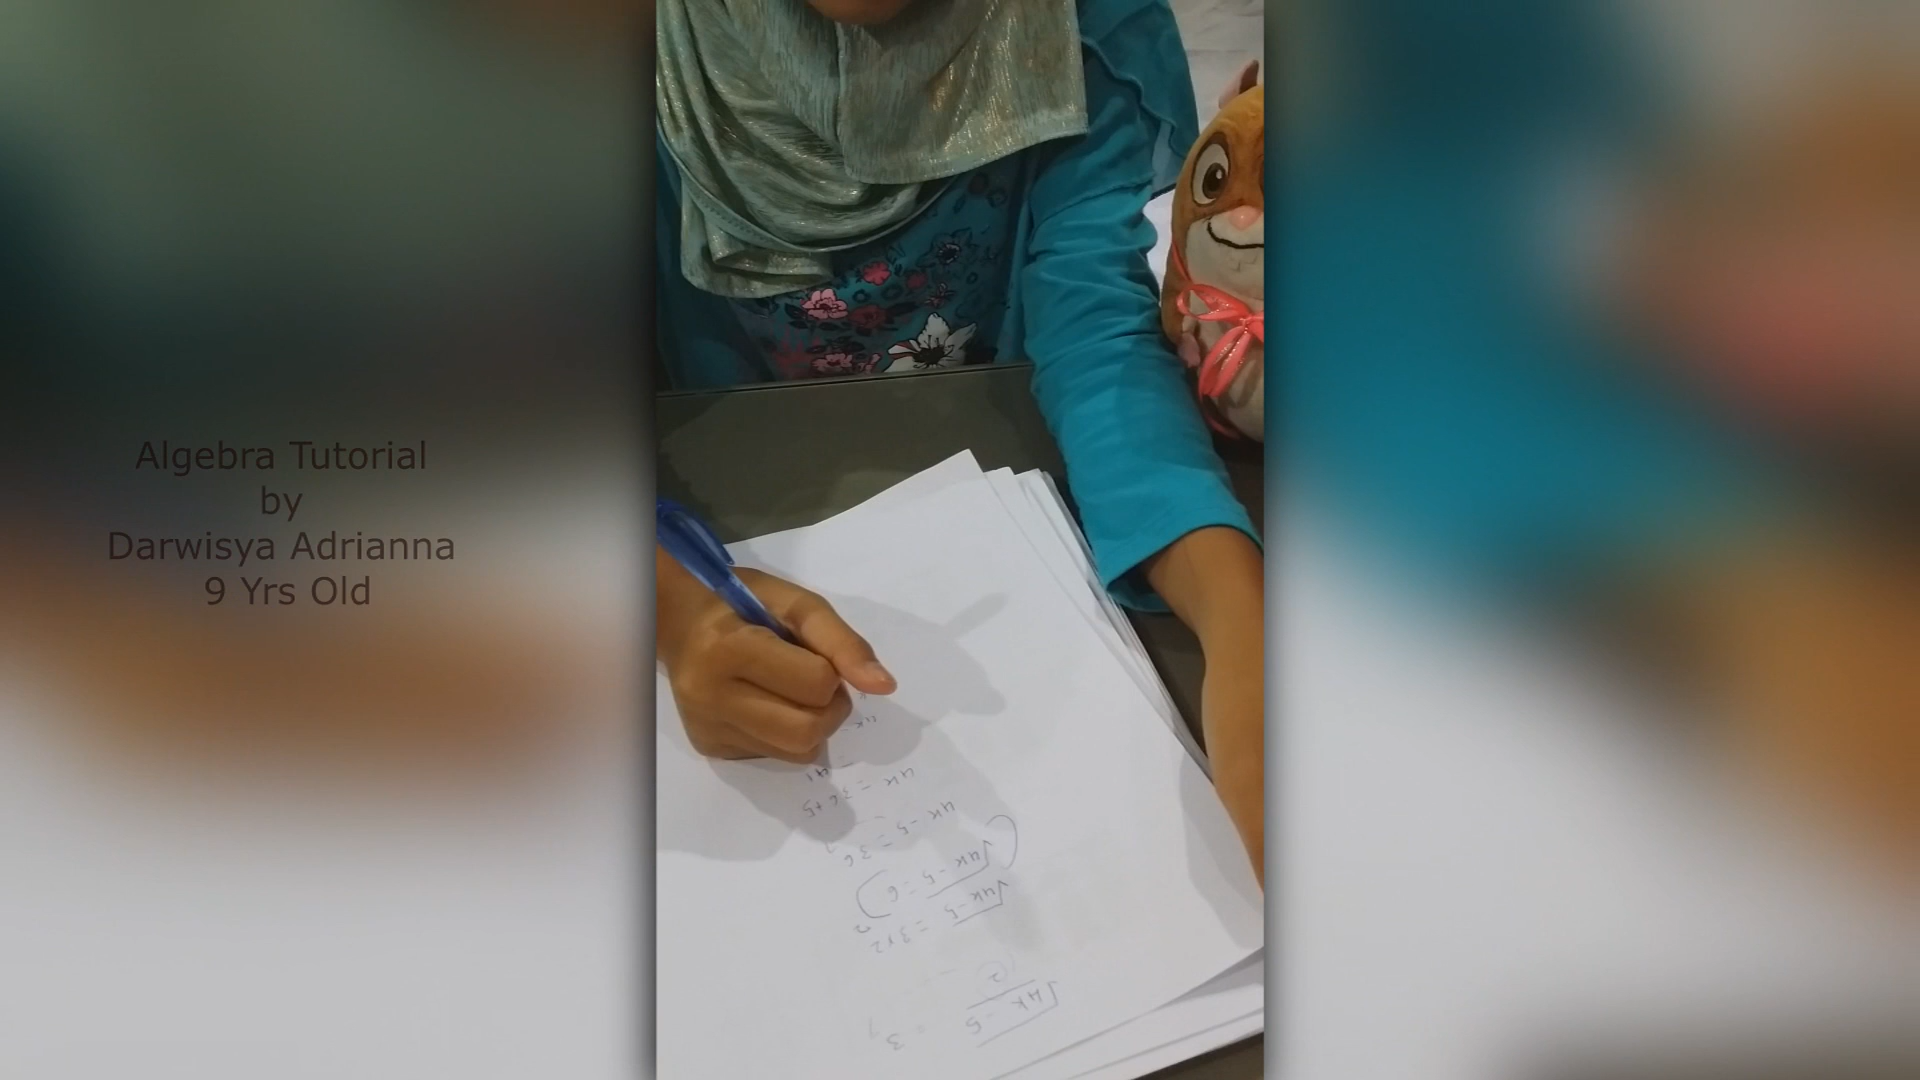 Algebra Tutorial
by
Darwisya Adrianna
9 Yrs Old
√4k - 5 = 3
2
√4k-5 = 3x2
(√4k-5 = 6)²
4k - 5 = 36
4k = 36+5
= 41
4k